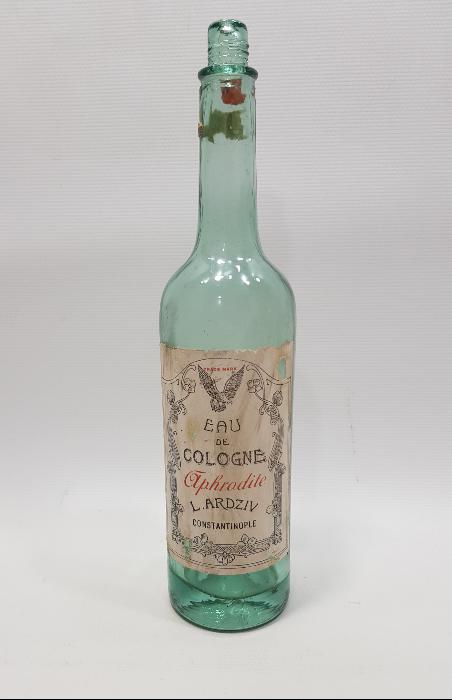 TRADE MARK
EAU
DE
COLOGNE
Aphrodite
L. ARDZIV
CONSTANTINOPLE